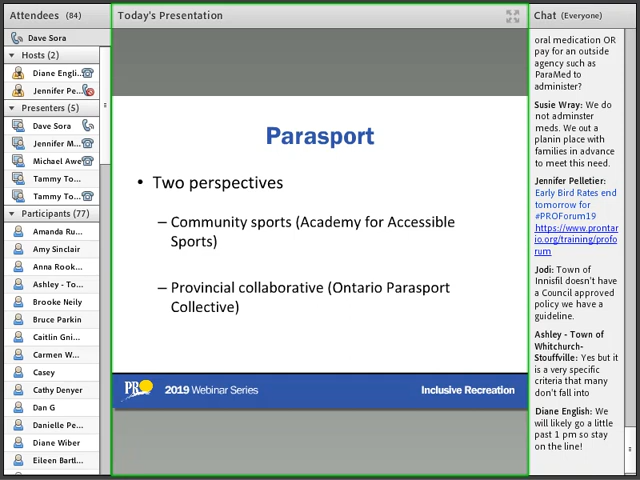 Attendees (84)
Dave Sora
Hosts (2)
Diane Engli...
Jennifer Pe...
Presenters (5)
Dave Sora
Jennifer M...
Michael Awe
Tammy To...
Tammy To...
Participants (77)
Amanda Ru...
Amy Sinclair
Anna Rook...
Ashley - To...
Brooke Neily
Bruce Parkin
Caitlin Gni...
Carmen W...
Casey
Cathy Denyer
Dan G
Danielle Pe...
Diane Wiber
Eileen Bartl...
Today's Presentation
Parasport
• Two perspectives
– Community sports (Academy for Accessible
Sports)
– Provincial collaborative (Ontario Parasport
Collective)
PRO
2019 Webinar Series
Inclusive Recreation
Chat (Everyone)
oral medication OR
pay for an outside
agency such as
ParaMed to
administer?
Susie Wray: We do
not adminster
meds. We out a
planin place with
families in advance
to meet this need.
Jennifer Pelletier:
Early Bird Rates end
tomorrow for
#PROForum19
https://www.prontar
io.org/training/profo
rum
Jodi: Town of
Innisfil doesn't have
a Council approved
policy we have a
guideline.
Ashley - Town of
Whitchurch-
Stouffville: Yes but it
is a very specific
criteria that many
don't fall into
Diane English: We
will likely go a little
past 1 pm so stay
on the line!